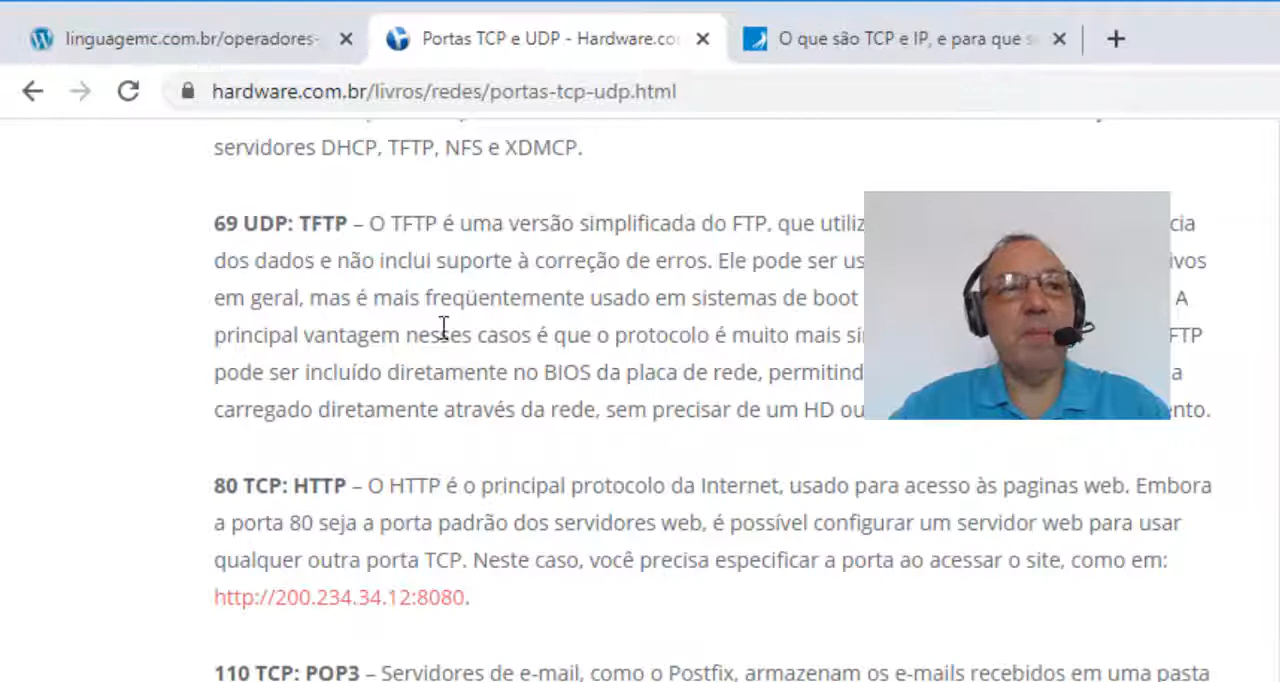 linguagemc.com.br/operadores-
Portas TCP e UDP - Hardware.co
O que são TCP e IP, e para que s
hardware.com.br/livros/redes/portas-tcp-udp.html
servidores DHCP, TFTP, NFS e XDMCP.
69 UDP: TFTP – O TFTP é uma versão simplificada do FTP, que utiliz cia
dos dados e não inclui suporte à correção de erros. Ele pode ser us ivos
em geral, mas é mais freqüentemente usado em sistemas de boot A
principal vantagem nesses casos é que o protocolo é muito mais si FTP
pode ser incluído diretamente no BIOS da placa de rede, permitind a
carregado diretamente através da rede, sem precisar de um HD ou nto.
80 TCP: HTTP – O HTTP é o principal protocolo da Internet, usado para acesso às paginas web. Embora
a porta 80 seja a porta padrão dos servidores web, é possível configurar um servidor web para usar
qualquer outra porta TCP. Neste caso, você precisa especificar a porta ao acessar o site, como em:
http://200.234.34.12:8080.
110 TCP: POP3 – Servidores de e-mail, como o Postfix, armazenam os e-mails recebidos em uma pasta